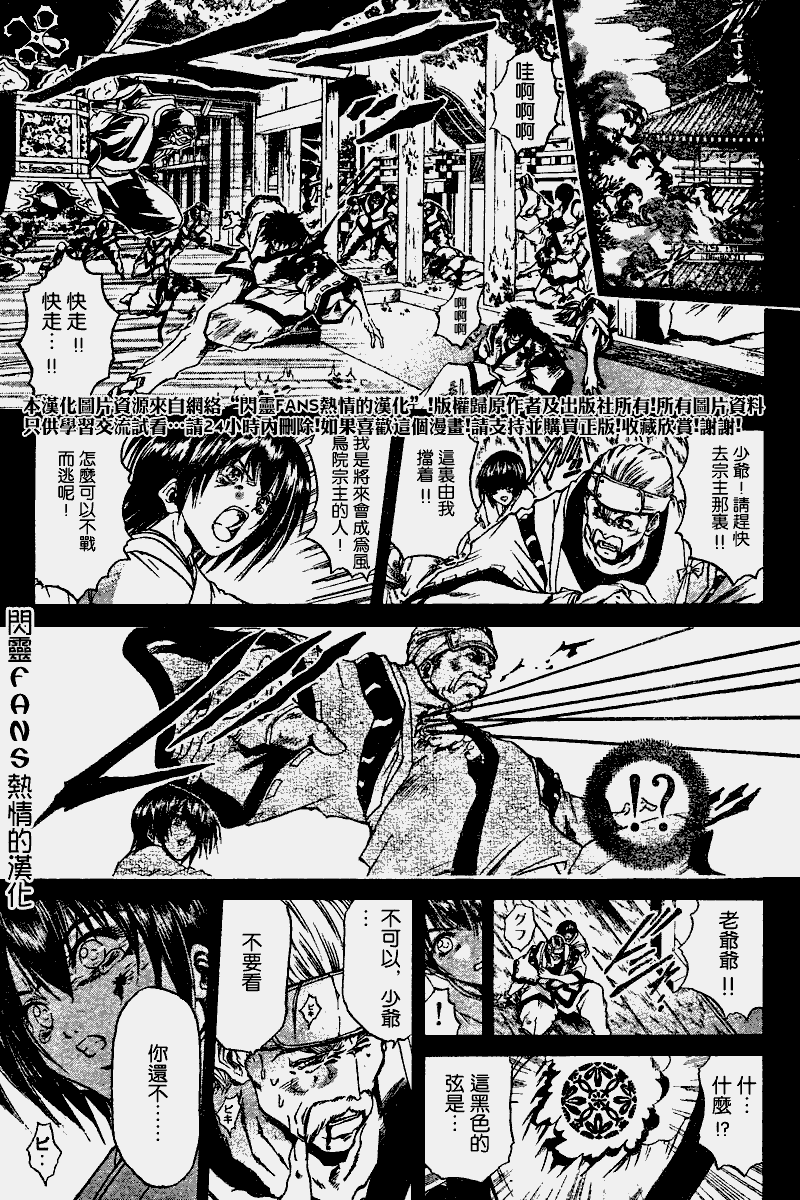 哇啊啊啊
啊啊啊
快走!!
快走…!!
本漢化圖片資源來自網絡“閃靈FANS熱情的漢化”!版權歸原作者及出版社所有!所有圖片資料
只供學習交流試看…請24小時內刪除!如果喜歡這個漫畫!請支持並購買正版!收藏欣賞!謝謝!
少爺!請趕快
去宗主那裏!!
這裏由我
擋着!!
我是將來會成爲風
鳥院宗主的人!
怎麽可以不戰
而逃呢!
閃靈FANS熱情的漢化
!?
老爺爺!!
グフ
!
什…
什麼!?
這黑色的
弦是…
不可以,少爺
…
不要看
ピキ
ピキ
你還不……
ピ…